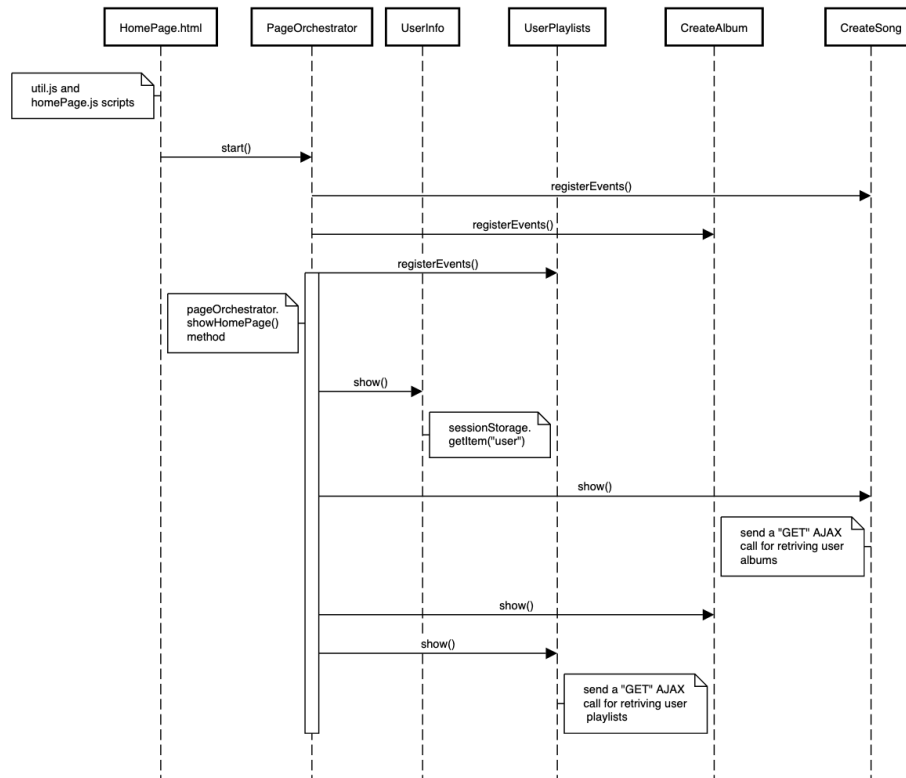 HomePage.html
PageOrchestrator
UserInfo
UserPlaylists
CreateAlbum
CreateSong
util.js and
homePage.js scripts
start()
registerEvents()
registerEvents()
registerEvents()
pageOrchestrator.
showHomePage()
method
show()
sessionStorage.
getItem("user")
show()
send a "GET" AJAX
call for retriving user
albums
show()
show()
send a "GET" AJAX
call for retriving user
playlists